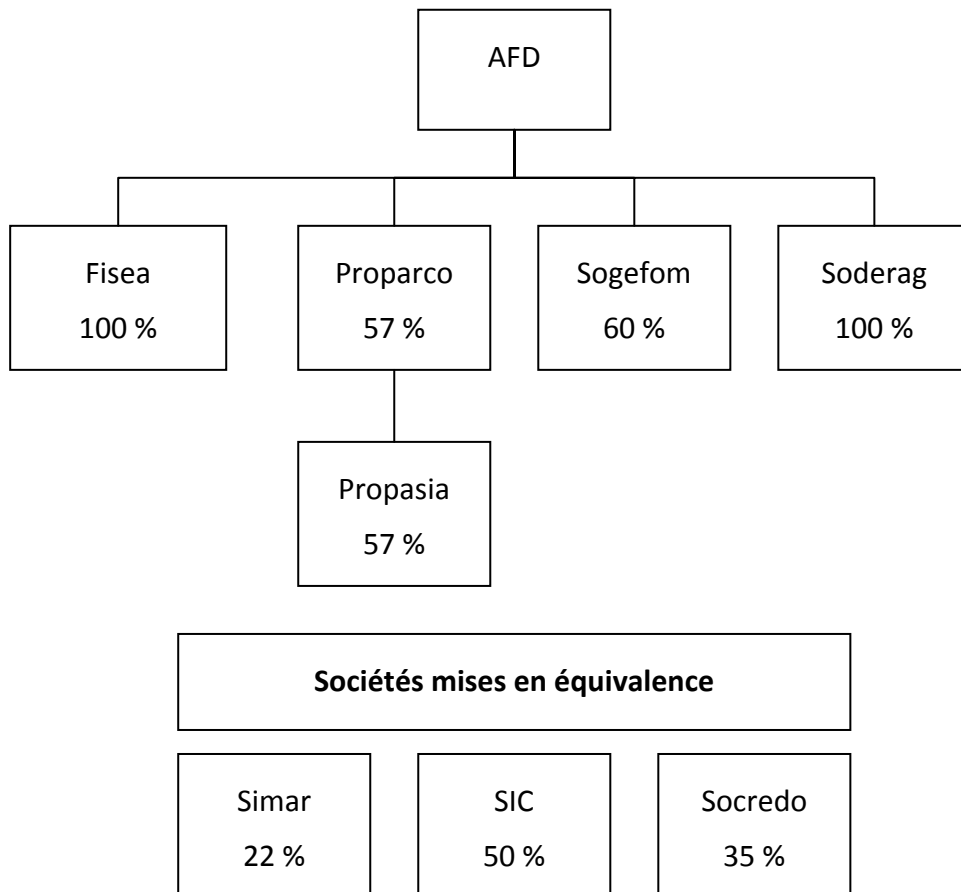 AFD
Fisea
100 %
Proparco
57 %
Sogefom
60 %
Soderag
100 %
Propasia
57 %
Sociétés mises en équivalence
Simar
22 %
SIC
50 %
Socredo
35 %